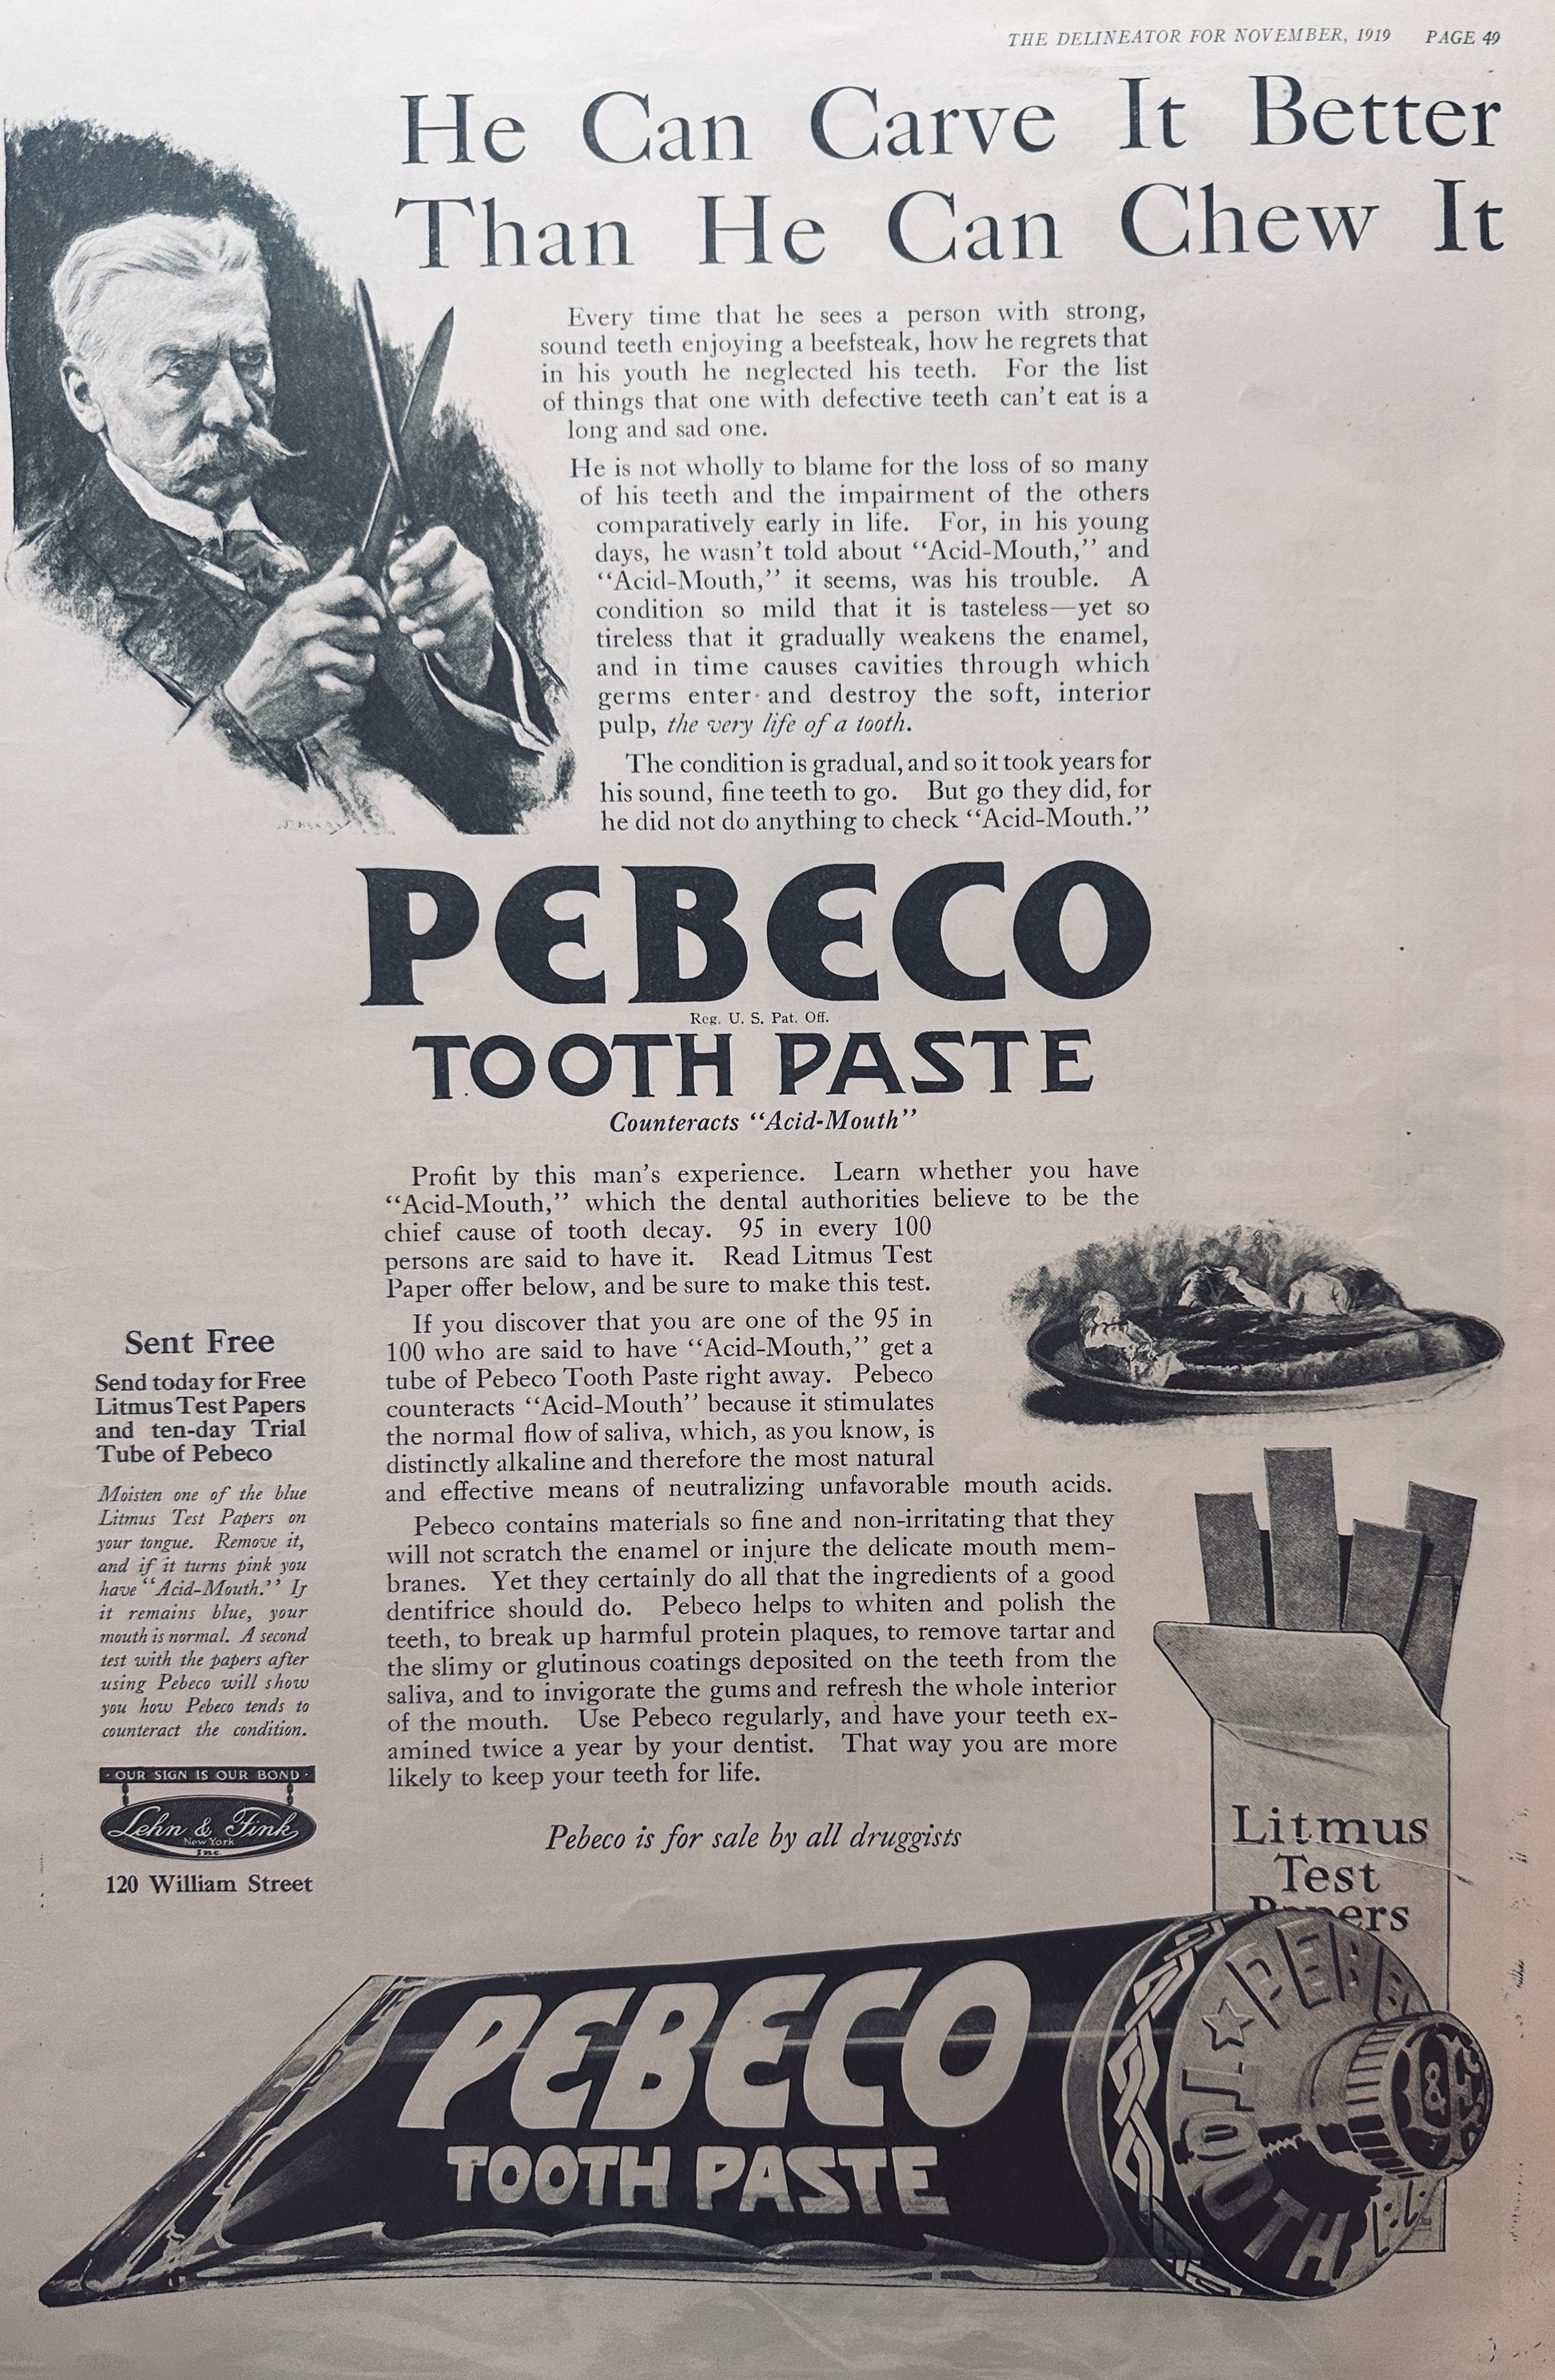 THE DELINEATOR FOR NOVEMBER, 1919 PAGE 49
He Can Carve It Better
Than He Can Chew It
Every time that he sees a person with strong,
sound teeth enjoying a beefsteak, how he regrets that
in his youth he neglected his teeth. For the list
of things that one with defective teeth can't eat is a
long and sad one.
He is not wholly to blame for the loss of so many
of his teeth and the impairment of the others
comparatively early in life. For, in his young
days, he wasn't told about “Acid-Mouth,” and
“Acid-Mouth,” it seems, was his trouble. A
condition so mild that it is tasteless—yet so
tireless that it gradually weakens the enamel,
and in time causes cavities through which
germs enter and destroy the soft, interior
pulp, the very life of a tooth.
The condition is gradual, and so it took years for
his sound, fine teeth to go. But go they did, for
he did not do anything to check “Acid-Mouth.”
PEBECO
Reg. U. S. Pat. Off.
TOOTH PASTE
Counteracts “Acid-Mouth”
Profit by this man's experience. Learn whether you have
“Acid-Mouth,” which the dental authorities believe to be the
chief cause of tooth decay. 95 in every 100
persons are said to have it. Read Litmus Test
Paper offer below, and be sure to make this test.
If you discover that you are one of the 95 in
100 who are said to have “Acid-Mouth,” get a
tube of Pebeco Tooth Paste right away. Pebeco
counteracts “Acid-Mouth” because it stimulates
the normal flow of saliva, which, as you know, is
distinctly alkaline and therefore the most natural
and effective means of neutralizing unfavorable mouth acids.
Pebeco contains materials so fine and non-irritating that they
will not scratch the enamel or injure the delicate mouth mem-
branes. Yet they certainly do all that the ingredients of a good
dentifrice should do. Pebeco helps to whiten and polish the
teeth, to break up harmful protein plaques, to remove tartar and
the slimy or glutinous coatings deposited on the teeth from the
saliva, and to invigorate the gums and refresh the whole interior
of the mouth. Use Pebeco regularly, and have your teeth ex-
amined twice a year by your dentist. That way you are more
likely to keep your teeth for life.
Pebeco is for sale by all druggists
Sent Free
Send today for Free
Litmus Test Papers
and ten-day Trial
Tube of Pebeco
Moisten one of the blue
Litmus Test Papers on
your tongue. Remove it,
and if it turns pink you
have “Acid-Mouth.” If
it remains blue, your
mouth is normal. A second
test with the papers after
using Pebeco will show
you how Pebeco tends to
counteract the condition.
· OUR SIGN IS OUR BOND ·
Lehn & Fink
New York
Inc.
120 William Street
Litmus
Test
Papers
PEBECO
TOOTH PASTE
TOOTH
&